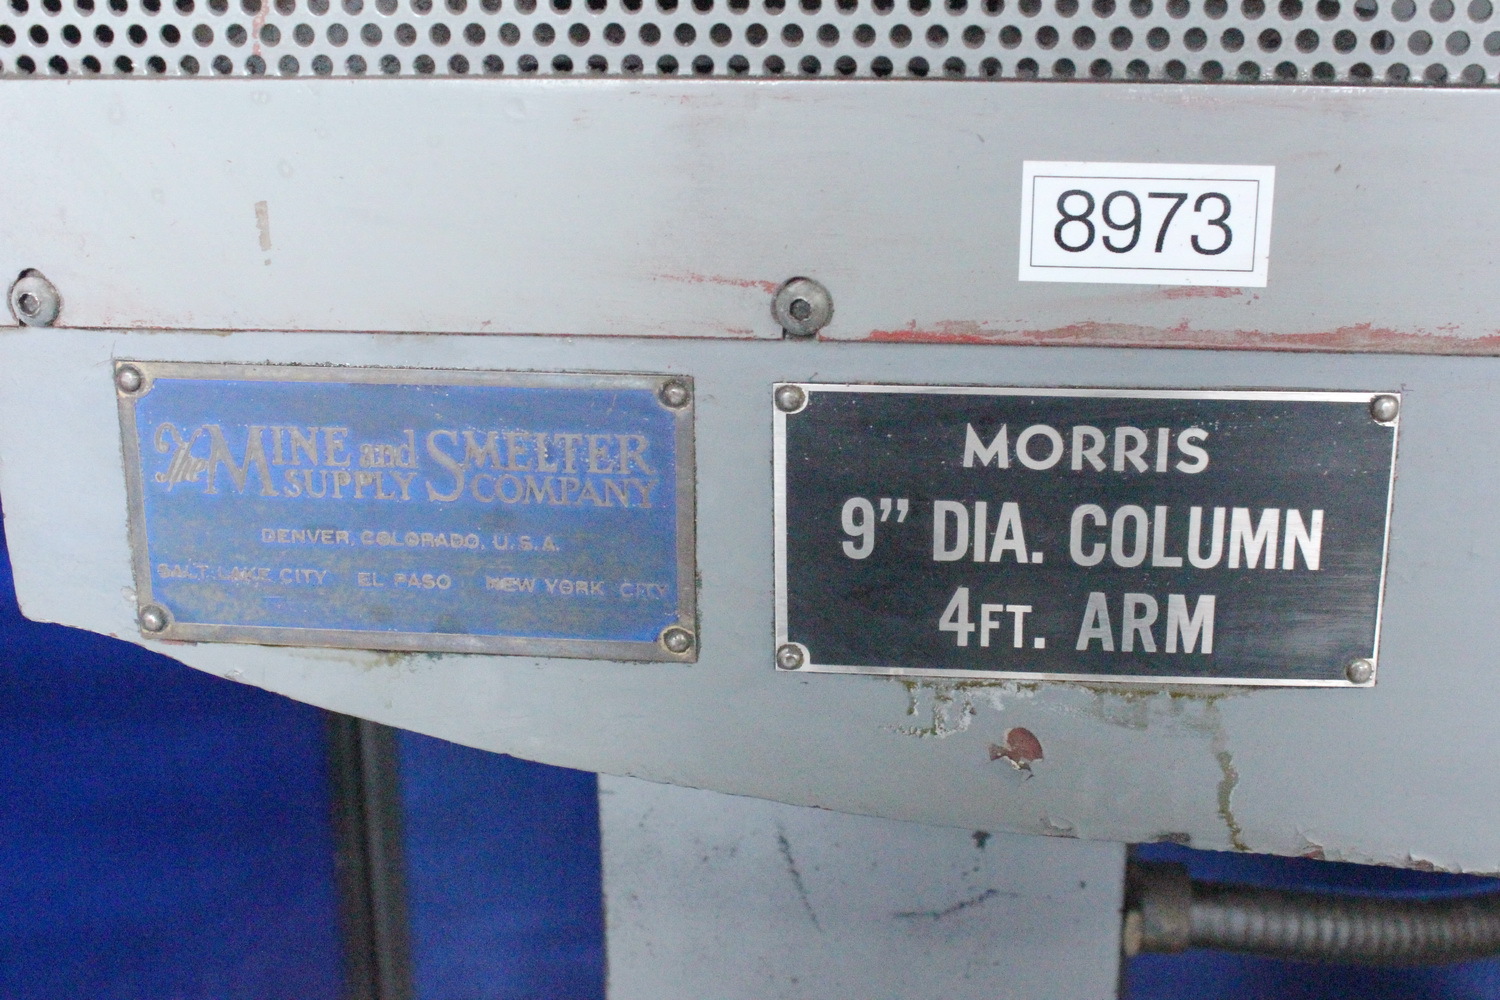 8973
The MINE and SMELTER
SUPPLY COMPANY
DENVER, COLORADO, U.S.A.
SALT LAKE CITY EL PASO NEW YORK CITY
MORRIS
9" DIA. COLUMN
4FT. ARM